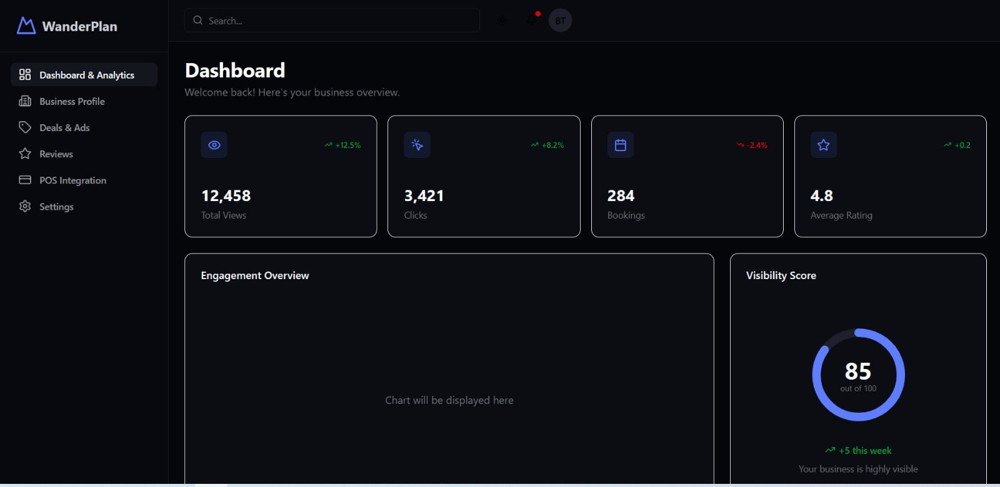 WanderPlan
Search...
BT
Dashboard & Analytics
Business Profile
Deals & Ads
Reviews
POS Integration
Settings
Dashboard
Welcome back! Here's your business overview.
+12.5%
12,458
Total Views
+8.2%
3,421
Clicks
-2.4%
284
Bookings
+0.2
4.8
Average Rating
Engagement Overview
Chart will be displayed here
Visibility Score
85
out of 100
+5 this week
Your business is highly visible